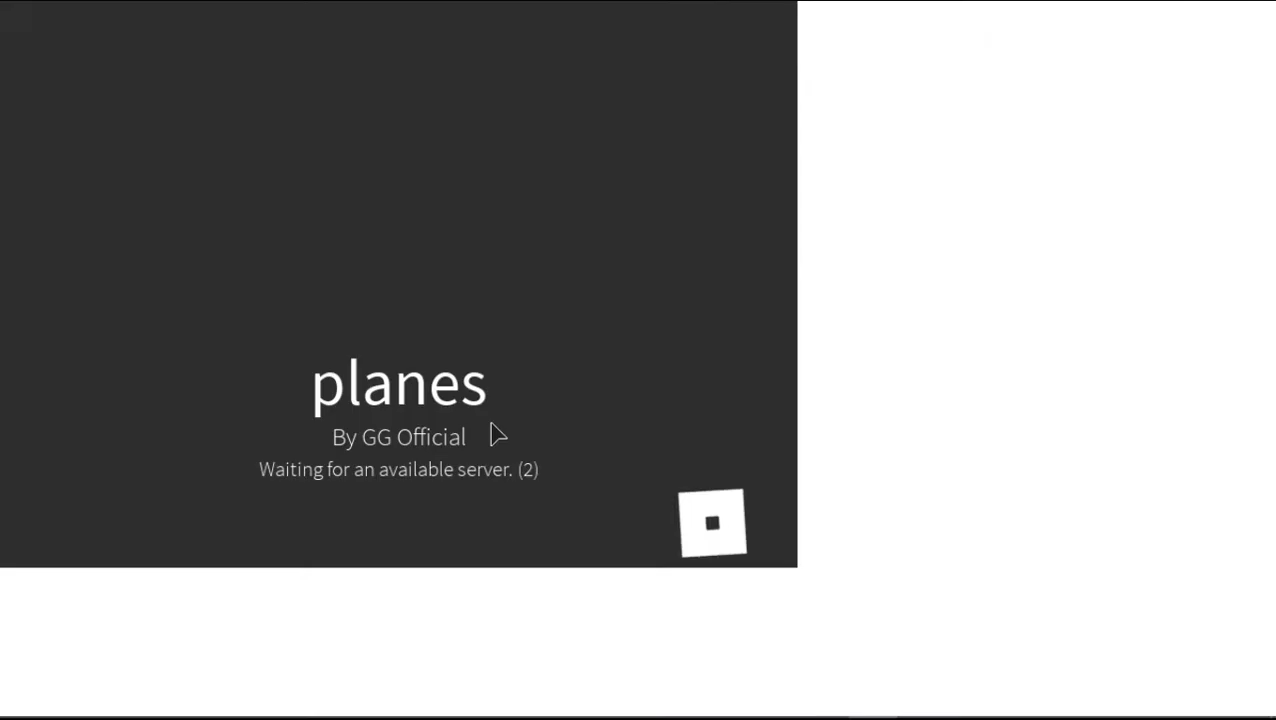 planes
By GG Official
Waiting for an available server. (2)